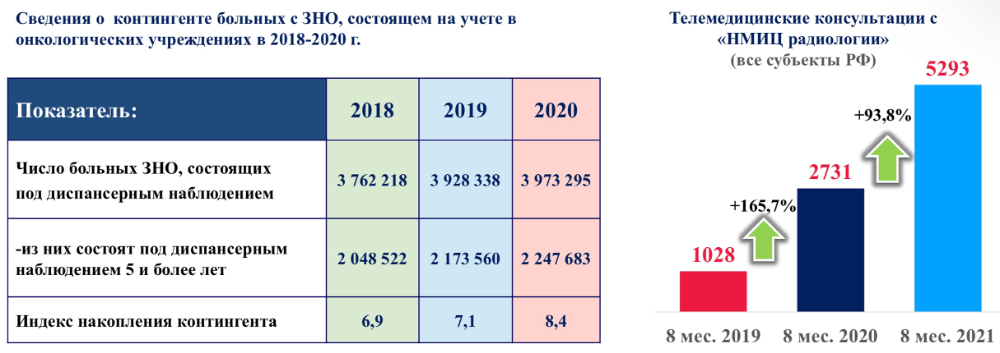 Сведения о контингенте больных с ЗНО, состоящем на учете в
онкологических учреждениях в 2018-2020 г.
Показатель: 2018 2019 2020
Число больных ЗНО, состоящих
под диспансерным наблюдением
3 762 218 3 928 338 3 973 295
-из них состоят под диспансерным
наблюдением 5 и более лет
2 048 522 2 173 560 2 247 683
Индекс накопления контингента 6,9 7,1 8,4
Телемедицинские консультации с
«НМИЦ радиологии»
(все субъекты РФ)
5293
+93,8%
2731
+165,7%
1028
8 мес. 2019 8 мес. 2020 8 мес. 2021